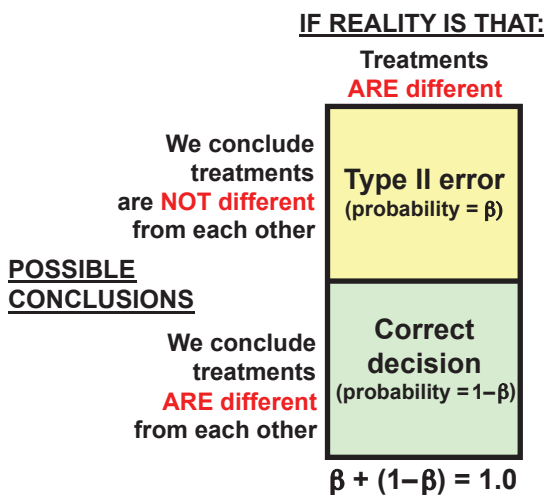 IF REALITY IS THAT:
Treatments
ARE different
We conclude
treatments
are NOT different
from each other
Type II error
(probability = β)
POSSIBLE
CONCLUSIONS
We conclude
treatments
ARE different
from each other
Correct
decision
(probability = 1–β)
β + (1–β) = 1.0